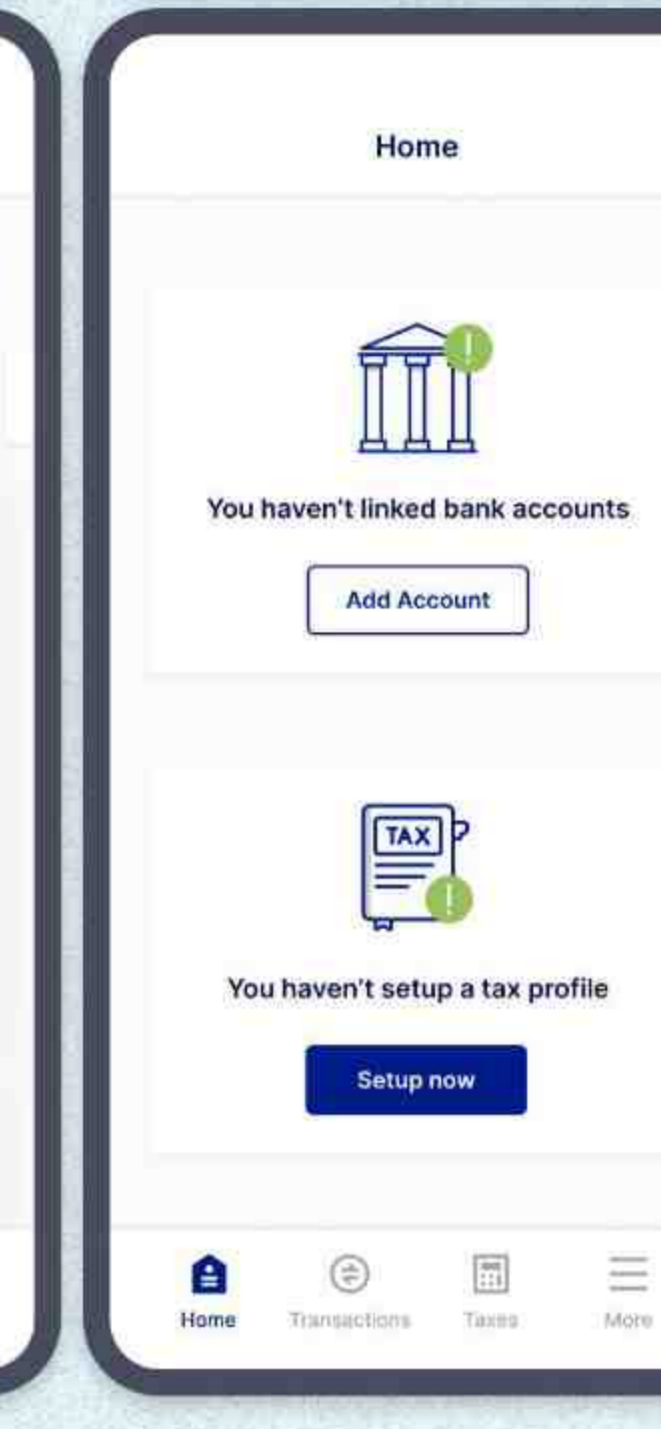 Home
You haven't linked bank accounts
Add Account
TAX
You haven't setup a tax profile
Setup now
Home
Transactions
Taxes
More